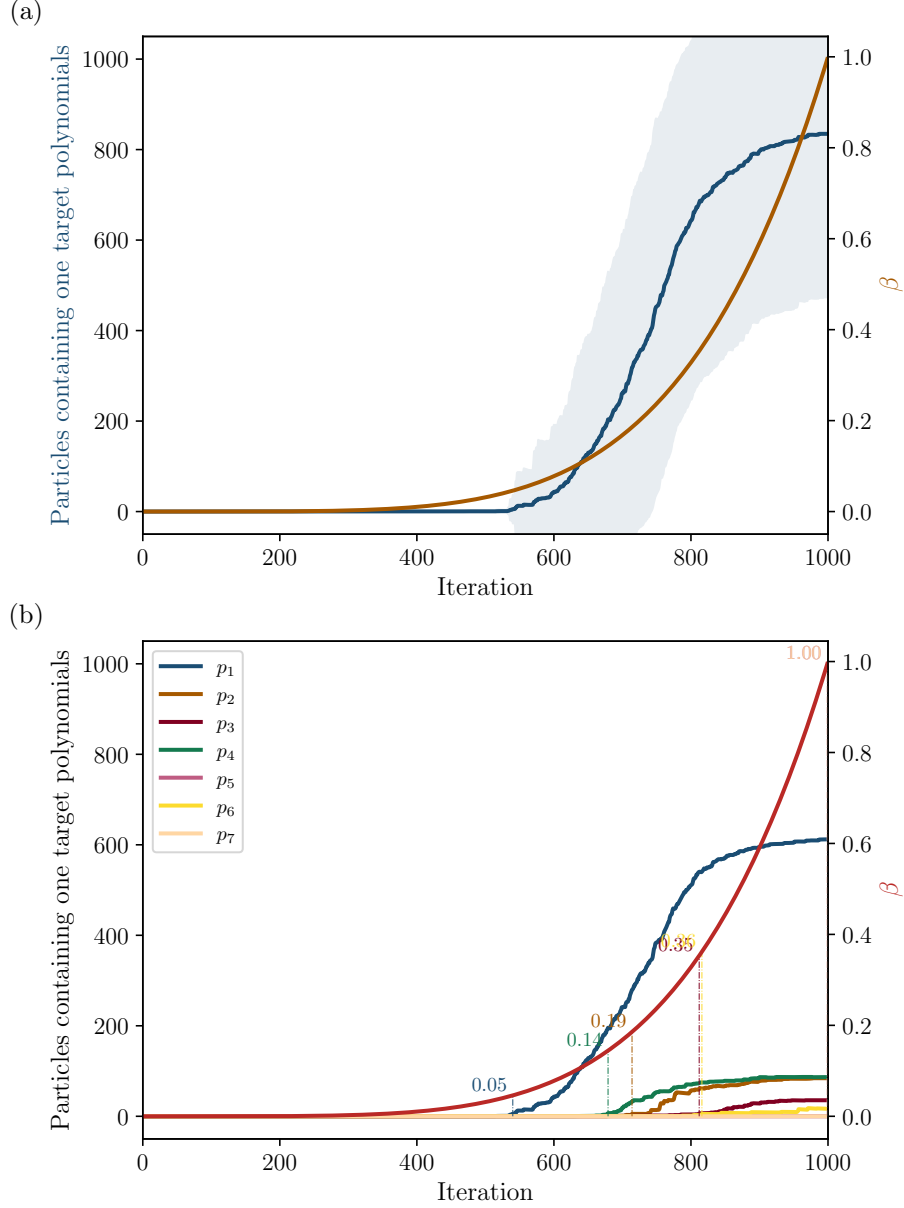 (a)
Particles containing one target polynomials
1000
800
600
400
200
0
1.0
0.8
0.6
0.4
0.2
0.0
β
0 200 400 600 800 1000
Iteration
(b)
Particles containing one target polynomials
1000
800
600
400
200
0
p1
p2
p3
p4
p5
p6
p7
1.00
0.36
0.35
0.19
0.14
0.05
1.0
0.8
0.6
0.4
0.2
0.0
β
0 200 400 600 800 1000
Iteration